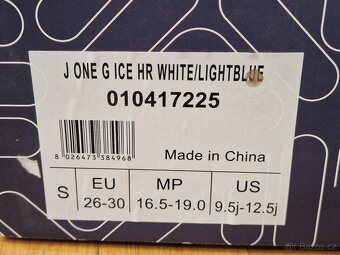 J ONE G ICE HR WHITE/LIGHTBLUE
010417225
8 026473 384968
Made in China
S
EU MP US
26-30 16.5-19.0 9.5j-12.5j